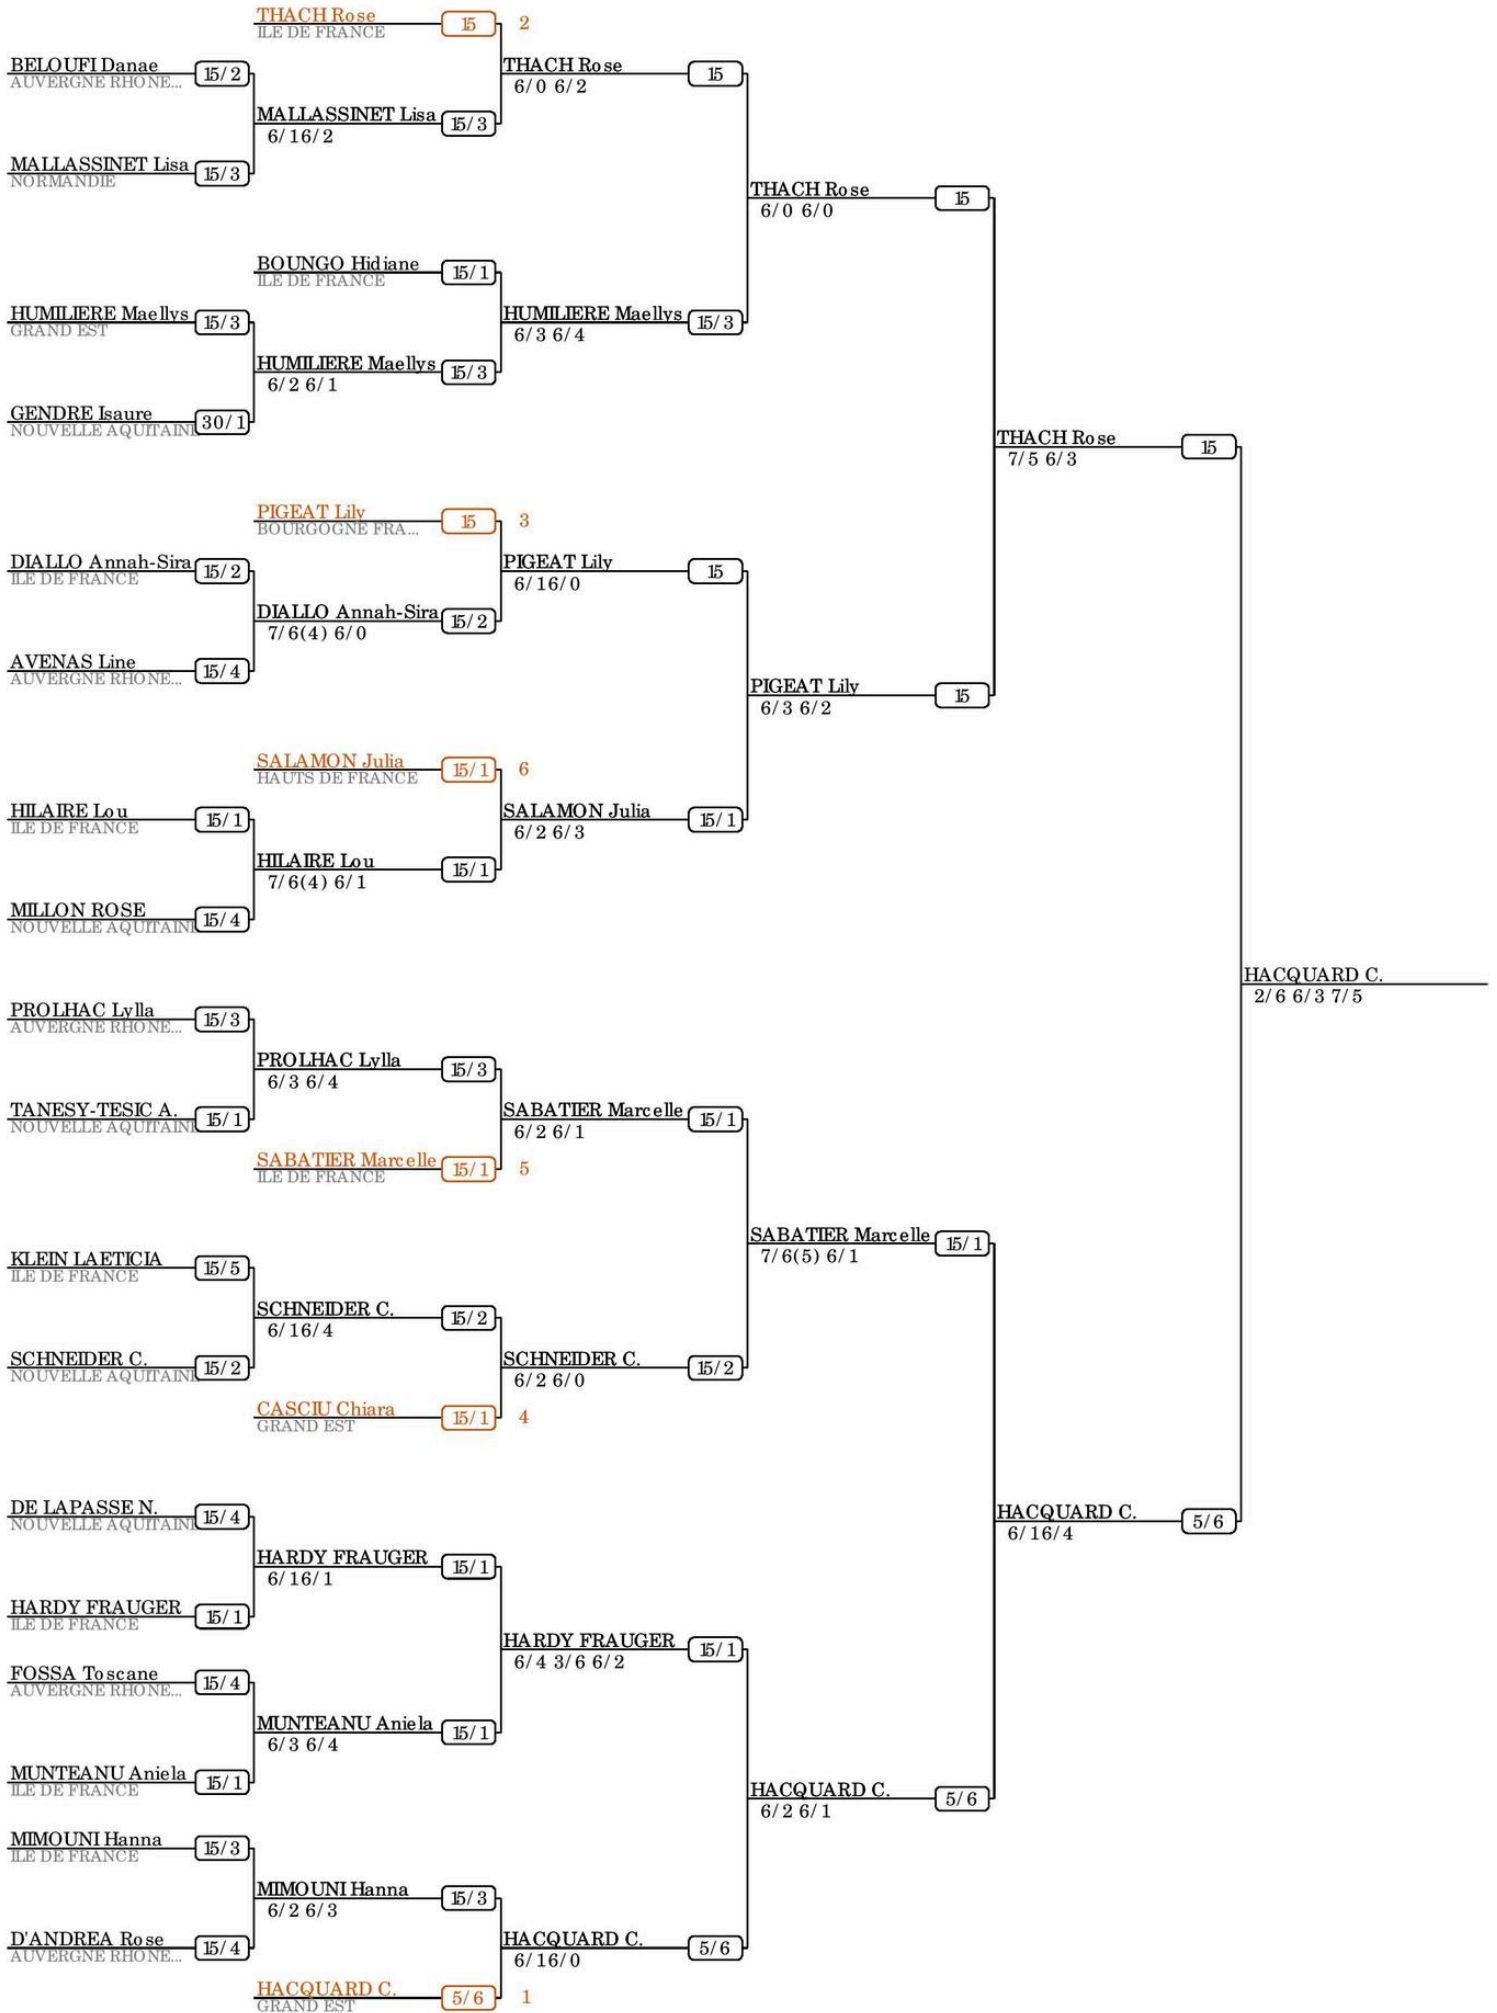 THACH Rose 15 2
ILE DE FRANCE
BELOUFI Danae 15/2
AUVERGNE RHONE...
THACH Rose 15
6/0 6/2
MALLASSINET Lisa 15/3
6/1 6/2
MALLASSINET Lisa 15/3
NORMANDIE
THACH Rose 15
6/0 6/0
BOUNGO Hidiane 15/1
ILE DE FRANCE
HUMILIERE Maellys 15/3
GRAND EST
HUMILIERE Maellys 15/3
6/3 6/4
HUMILIERE Maellys 15/3
6/2 6/1
GENDRE Isaure 30/1
NOUVELLE AQUITAINE
THACH Rose 15
7/5 6/3
PIGEAT Lily 15 3
BOURGOGNE FRA...
DIALLO Annah-Sira 15/2
ILE DE FRANCE
PIGEAT Lily 15
6/1 6/0
DIALLO Annah-Sira 15/2
7/6(4) 6/0
AVENAS Line 15/4
AUVERGNE RHONE...
PIGEAT Lily 15
6/3 6/2
SALAMON Julia 15/1 6
HAUTS DE FRANCE
HILAIRE Lou 15/1
ILE DE FRANCE
SALAMON Julia 15/1
6/2 6/3
HILAIRE Lou 15/1
7/6(4) 6/1
MILLON ROSE 15/4
NOUVELLE AQUITAINE
HACQUARD C.
2/6 6/3 7/5
PROLHAC Lylla 15/3
AUVERGNE RHONE...
PROLHAC Lylla 15/3
6/3 6/4
TANESY-TESIC A. 15/1
NOUVELLE AQUITAINE
SABATIER Marcelle 15/1
6/2 6/1
SABATIER Marcelle 15/1 5
ILE DE FRANCE
SABATIER Marcelle 15/1
7/6(5) 6/1
KLEIN LAETICIA 15/5
ILE DE FRANCE
SCHNEIDER C. 15/2
6/1 6/4
SCHNEIDER C. 15/2
NOUVELLE AQUITAINE
SCHNEIDER C. 15/2
6/2 6/0
CASCIU Chiara 15/1 4
GRAND EST
DE LAPASSE N. 15/4
NOUVELLE AQUITAINE
HACQUARD C. 5/6
6/1 6/4
HARDY FRAUGER 15/1
6/1 6/1
HARDY FRAUGER 15/1
ILE DE FRANCE
HARDY FRAUGER 15/1
6/4 3/6 6/2
FOSSA Toscane 15/4
AUVERGNE RHONE...
MUNTEANU Aniela 15/1
6/3 6/4
MUNTEANU Aniela 15/1
ILE DE FRANCE
HACQUARD C. 5/6
6/2 6/1
MIMOUNI Hanna 15/3
ILE DE FRANCE
MIMOUNI Hanna 15/3
6/2 6/3
D'ANDREA Rose 15/4
AUVERGNE RHONE...
HACQUARD C. 5/6
6/1 6/0
HACQUARD C. 5/6 1
GRAND EST